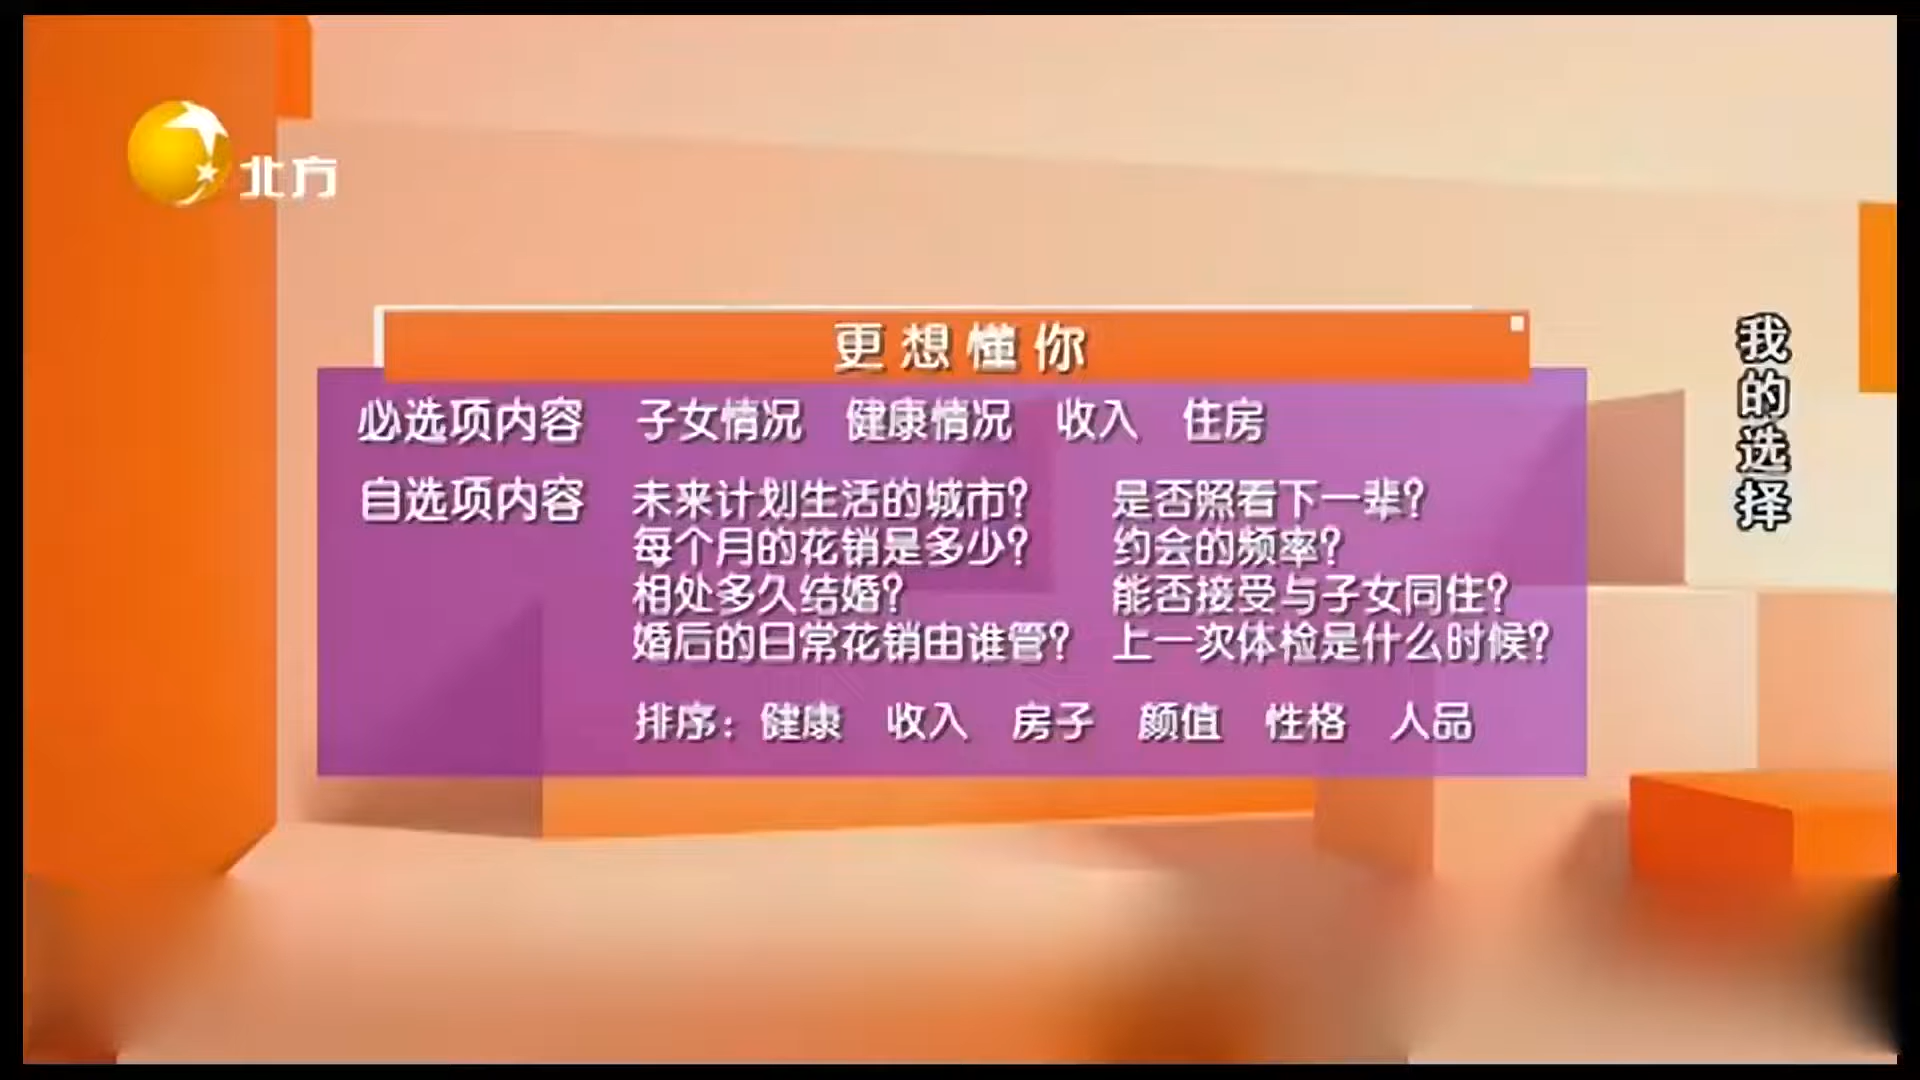 北方
更想懂你
必选项内容 子女情况 健康情况 收入 住房
自选项内容 未来计划生活的城市? 是否照看下一辈?
每个月的花销是多少? 约会的频率?
相处多久结婚? 能否接受与子女同住?
婚后的日常花销由谁管? 上一次体检是什么时候?
排序: 健康 收入 房子 颜值 性格 人品
我的选择